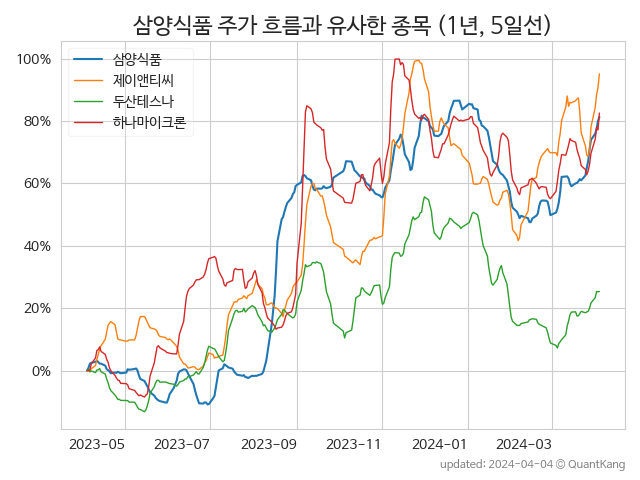 삼양식품 주가 흐름과 유사한 종목 (1년, 5일선)
삼양식품
제이앤티씨
두산테스나
하나마이크론
100%
80%
60%
40%
20%
0%
2023-05
2023-07
2023-09
2023-11
2024-01
2024-03
updated: 2024-04-04 © QuantKang